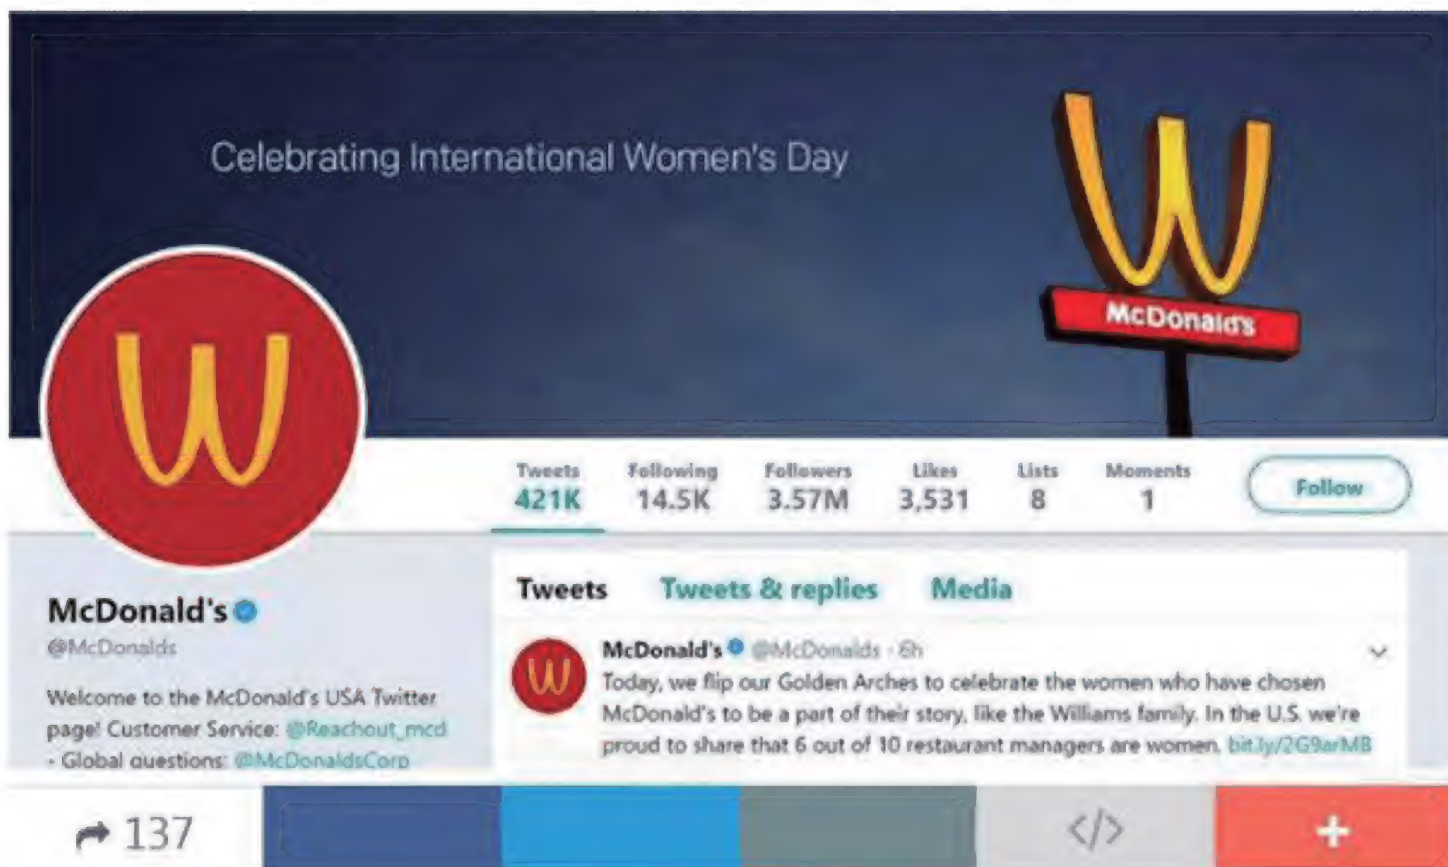 Celebrating International Women's Day
McDonald's
Tweets
421K
Following
14.5K
Followers
3.57M
Likes
3,531
Lists
8
Moments
1
Follow
McDonald's
@McDonalds
Welcome to the McDonald's USA Twitter
page! Customer Service: @Reachout_mcd
- Global questions: @McDonaldsCorp
Tweets Tweets & replies Media
McDonald's @McDonalds · 6h
Today, we flip our Golden Arches to celebrate the women who have chosen
McDonald's to be a part of their story, like the Williams family. In the U.S. we're
proud to share that 6 out of 10 restaurant managers are women. bit.ly/2G9arMB
137
</>
+